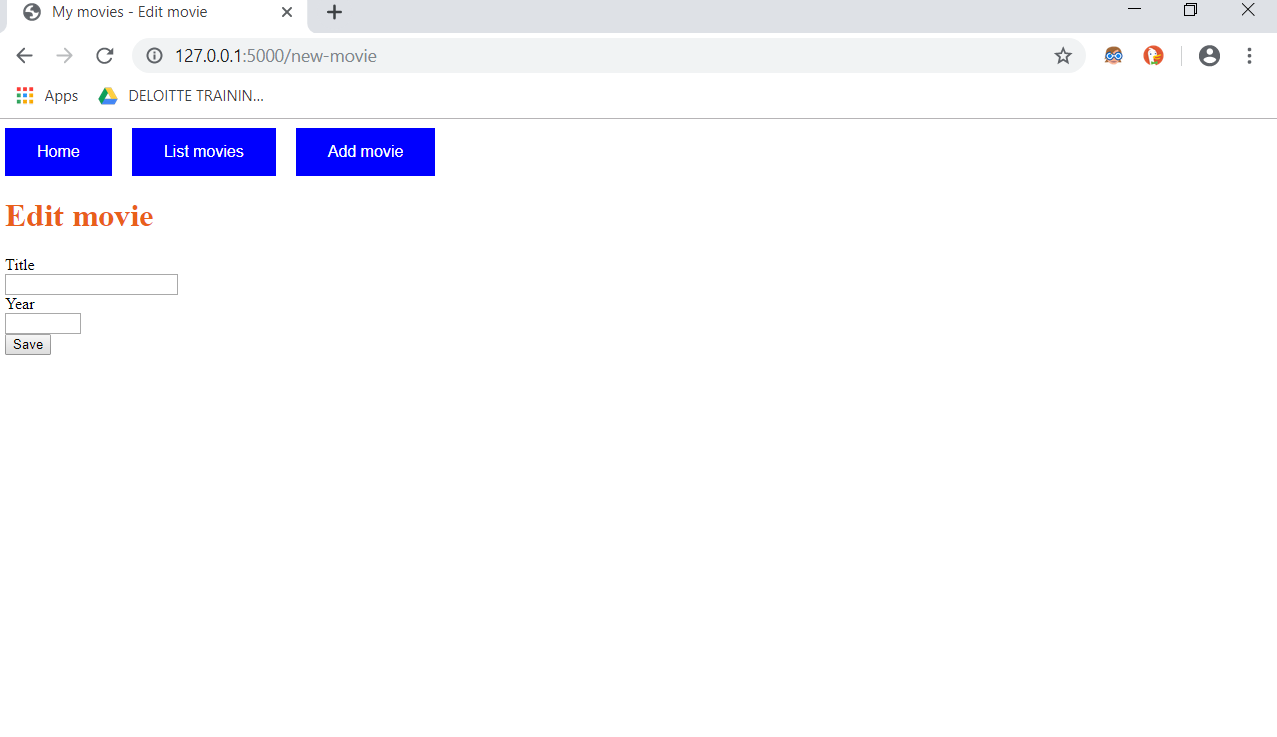 My movies - Edit movie
127.0.0.1:5000/new-movie
Apps DELOITTE TRAININ...
Home List movies Add movie
Edit movie
Title
Year
Save